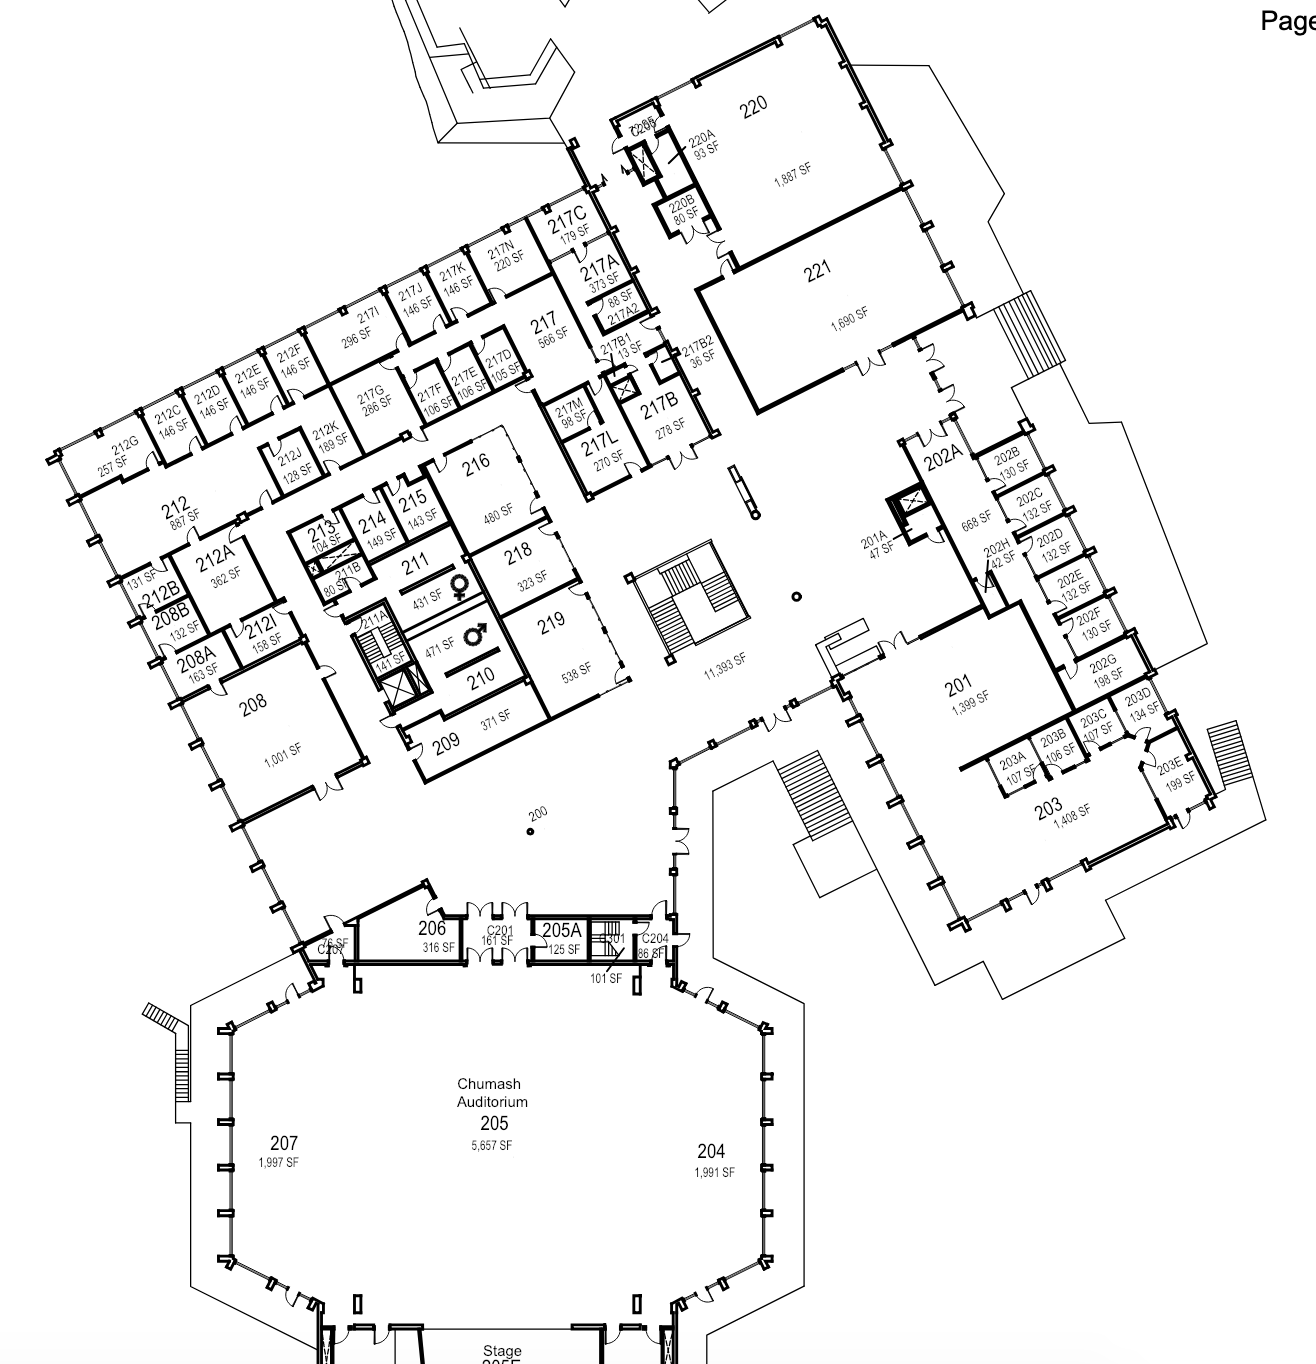 Page
220
1,887 SF
C208
220A
93 SF
220B
80 SF
221
1,690 SF
217C
179 SF
217A
373 SF
88 SF
217A2
217N
220 SF
217K
146 SF
217J
146 SF
217I
296 SF
217
566 SF
217B1
13 SF
217B2
36 SF
217B
278 SF
217M
98 SF
217L
270 SF
217D
105 SF
217E
106 SF
217F
106 SF
217G
286 SF
212F
146 SF
212E
146 SF
212D
146 SF
212C
146 SF
212G
257 SF
212K
189 SF
212J
128 SF
212
887 SF
212A
362 SF
131 SF
212B
208B
132 SF
208A
163 SF
212I
158 SF
208
1,001 SF
213
104 SF
214
149 SF
215
143 SF
216
480 SF
211
431 SF
211B
80 SF
211A
141 SF
471 SF
210
209
371 SF
218
323 SF
219
538 SF
11,393 SF
202A
668 SF
202B
130 SF
202C
132 SF
202D
132 SF
202E
132 SF
202F
130 SF
202G
198 SF
202H
42 SF
201A
47 SF
201
1,399 SF
203A
107 SF
203B
106 SF
203C
107 SF
203D
134 SF
203E
199 SF
203
1,408 SF
200
76 SF
C207
206
316 SF
C201
161 SF
205A
125 SF
C301
101 SF
C204
86 SF
Chumash
Auditorium
205
5,657 SF
207
1,997 SF
204
1,991 SF
Stage
205E